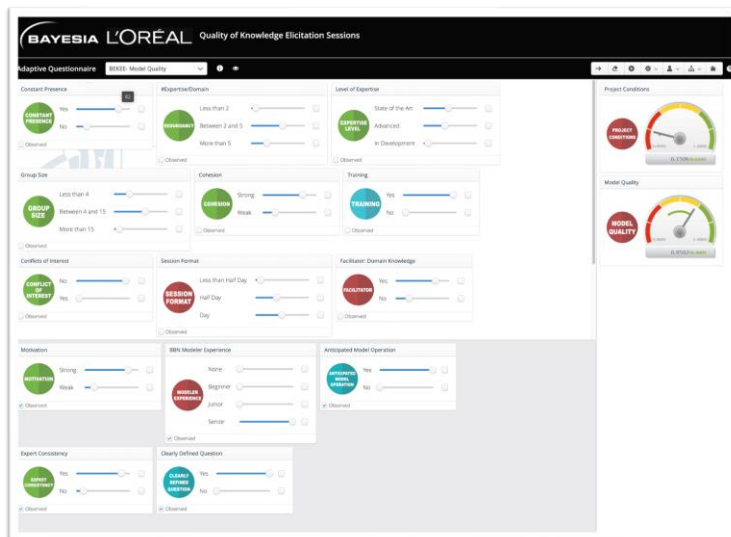 BAYESIA L'ORÉAL Quality of Knowledge Elicitation Sessions
Adaptive Questionnaire BEKEE- Model Quality
Constant Presence
CONSTANT PRESENCE
Yes
No
Observed
#Expertise/Domain
REDUNDANCY
Less than 2
Between 2 and 5
More than 5
Observed
Level of Expertise
EXPERTISE LEVEL
State of the Art
Advanced
In Development
Observed
Project Conditions
PROJECT CONDITIONS
Group Size
GROUP SIZE
Less than 4
Between 4 and 15
More than 15
Observed
Cohesion
COHESION
Strong
Weak
Observed
Training
TRAINING
Yes
No
Observed
Model Quality
MODEL QUALITY
Conflicts of Interest
CONFLICT OF INTEREST
No
Yes
Observed
Session Format
SESSION FORMAT
Less than Half Day
Half Day
Day
Observed
Facilitator: Domain Knowledge
FACILITATOR
Yes
No
Observed
Motivation
MOTIVATION
Strong
Weak
Observed
BBN Modeler Experience
MODELER EXPERIENCE
None
Beginner
Junior
Senior
Observed
Anticipated Model Operation
ANTICIPATED MODEL OPERATION
Yes
No
Observed
Expert Consistency
EXPERT CONSISTENCY
Yes
No
Observed
Clearly Defined Question
CLEARLY DEFINED QUESTION
Yes
No
Observed